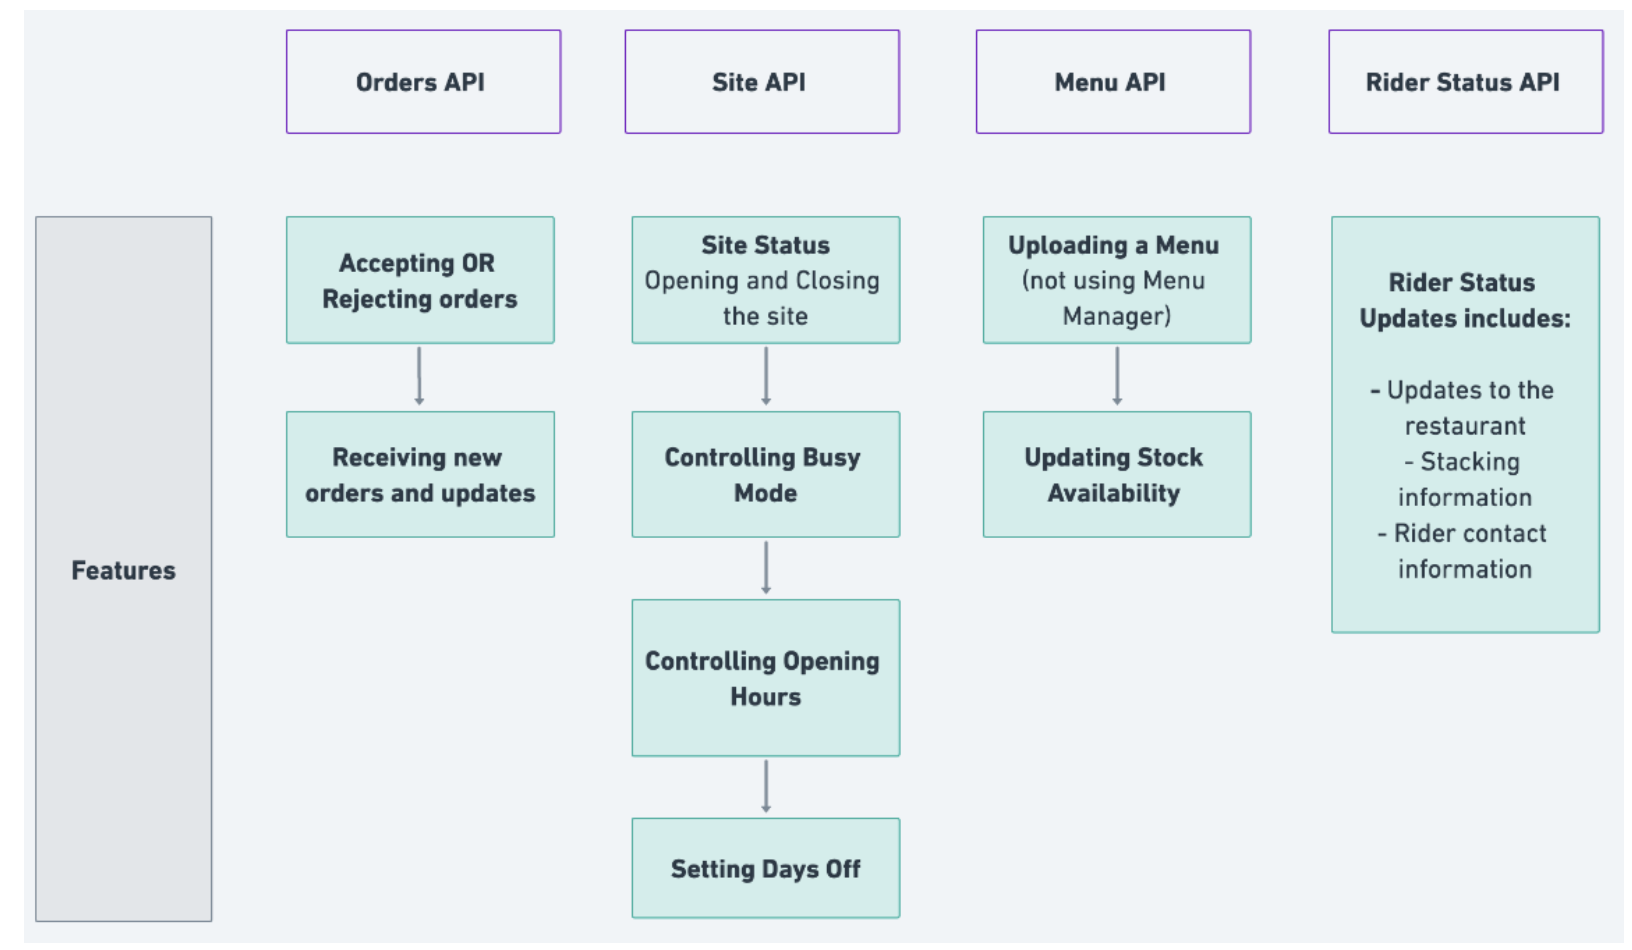 Orders API
Site API
Menu API
Rider Status API
Features
Accepting OR
Rejecting orders
Receiving new
orders and updates
Site Status
Opening and Closing
the site
Controlling Busy
Mode
Controlling Opening
Hours
Setting Days Off
Uploading a Menu
(not using Menu
Manager)
Updating Stock
Availability
Rider Status
Updates includes:
- Updates to the
restaurant
- Stacking
information
- Rider contact
information